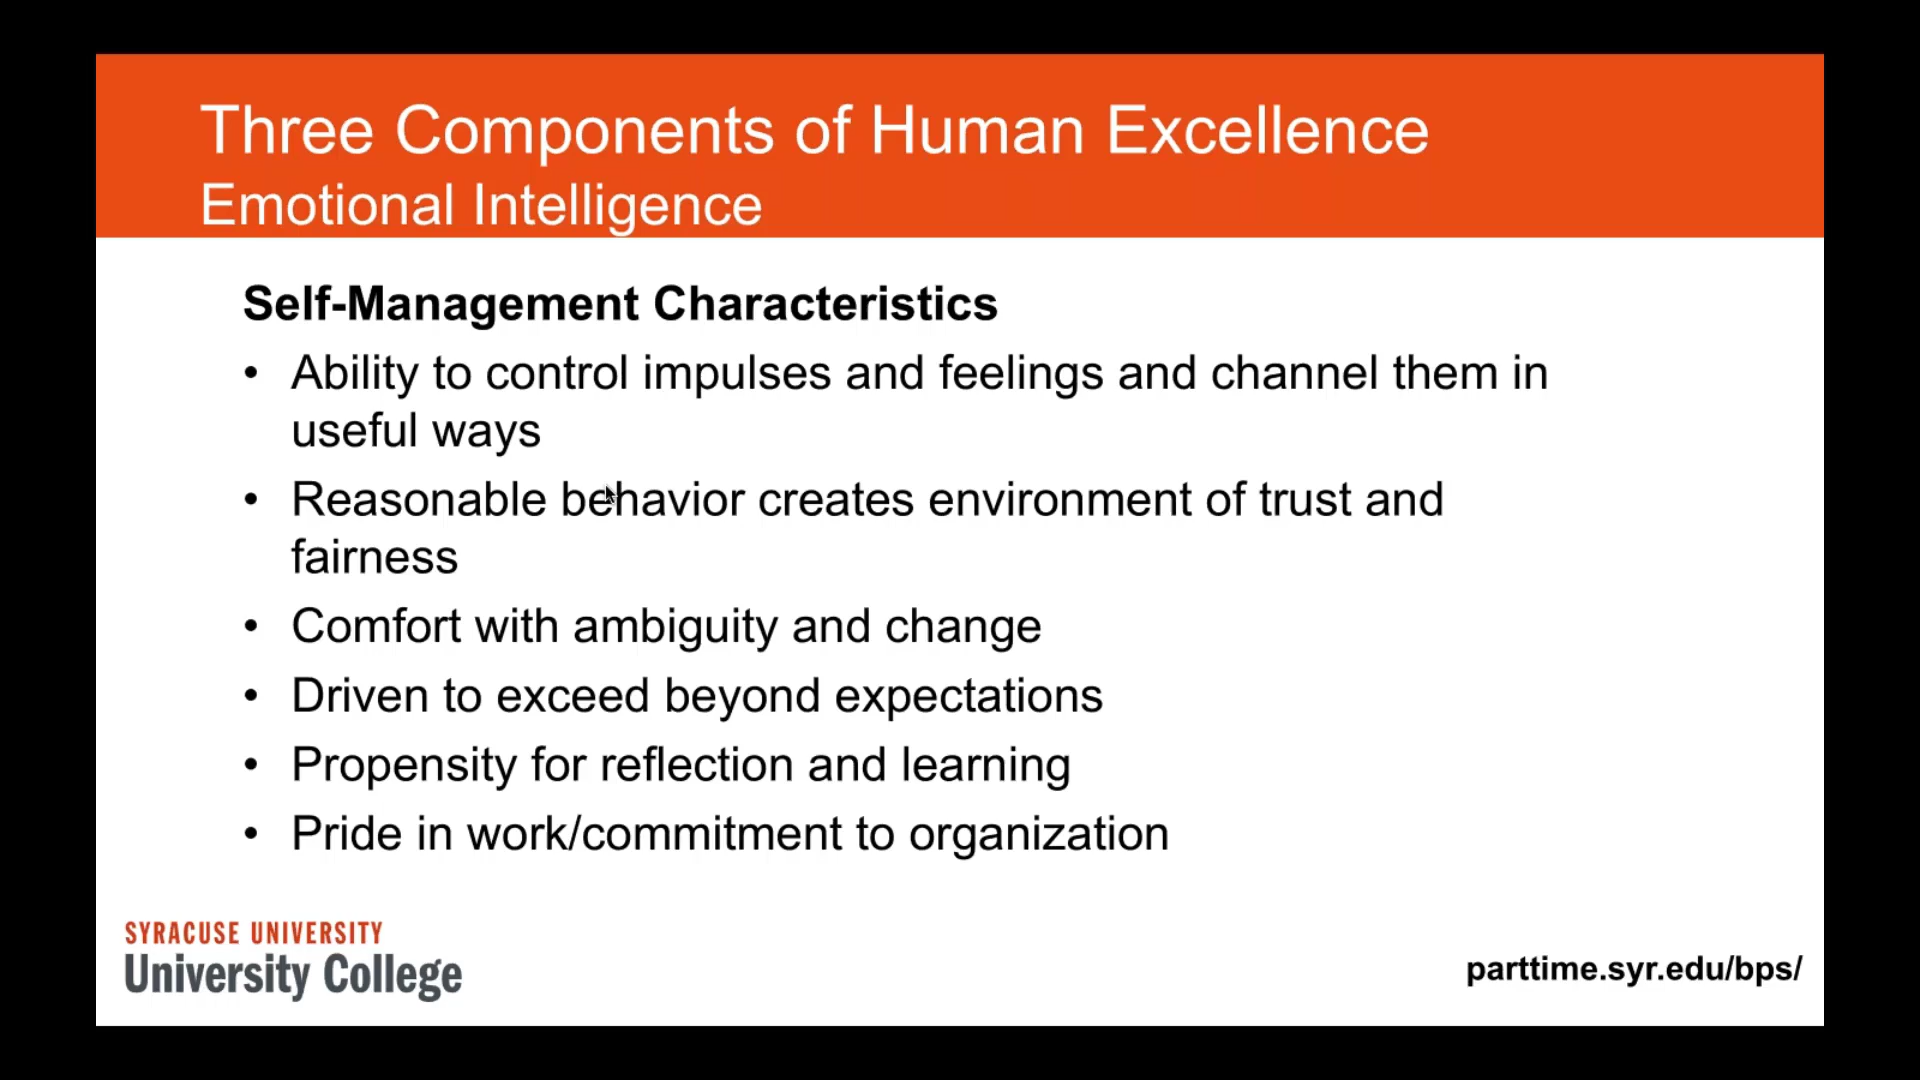 Three Components of Human Excellence
Emotional Intelligence
Self-Management Characteristics
• Ability to control impulses and feelings and channel them in
useful ways
• Reasonable behavior creates environment of trust and
fairness
• Comfort with ambiguity and change
• Driven to exceed beyond expectations
• Propensity for reflection and learning
• Pride in work/commitment to organization
SYRACUSE UNIVERSITY
University College
parttime.syr.edu/bps/